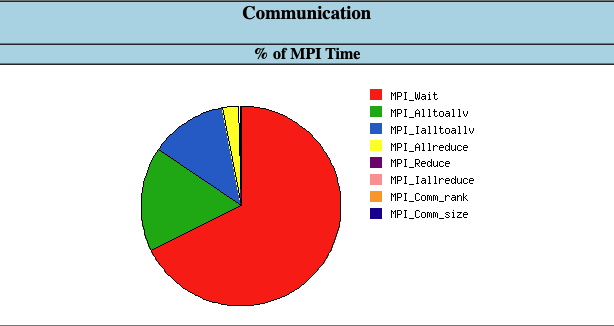 Communication
% of MPI Time
MPI_Wait
MPI_Alltoallv
MPI_Ialltoallv
MPI_Allreduce
MPI_Reduce
MPI_Iallreduce
MPI_Comm_rank
MPI_Comm_size